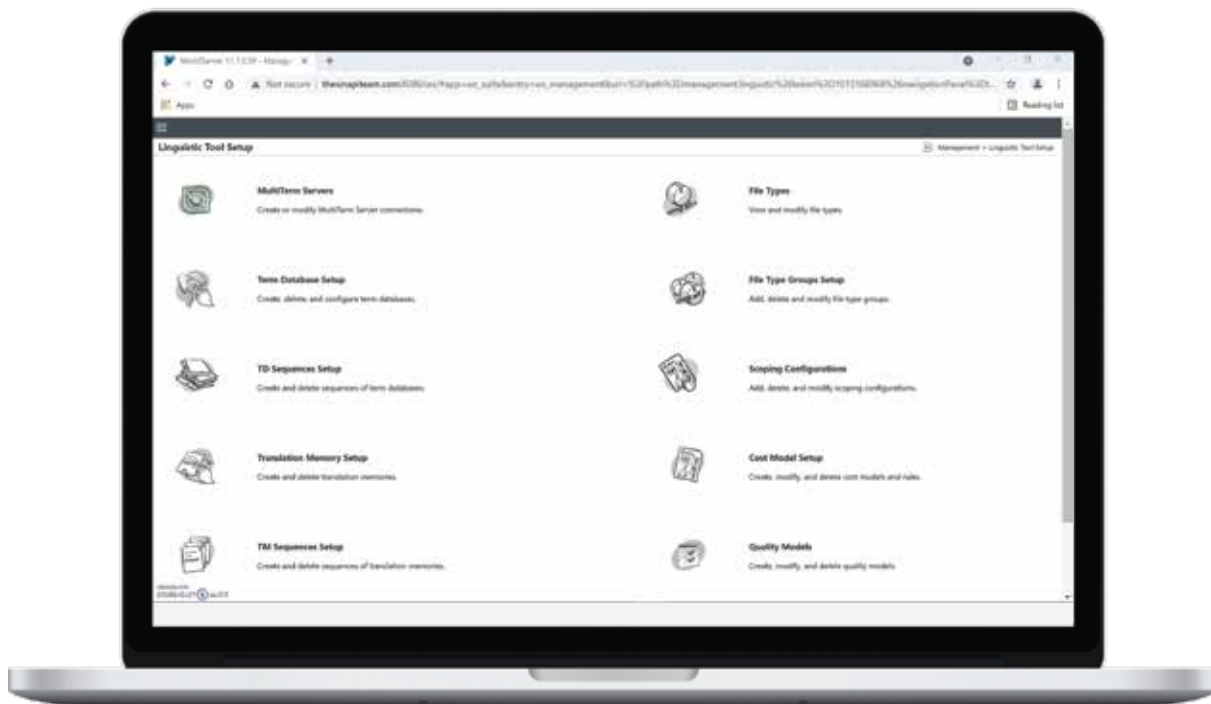 Not secure
Apps
Reading list
Linguistic Tool Setup
Management > Linguistic Tool Setup
MultiTerm Servers
Create or modify MultiTerm Server connections.
File Types
View and modify file types.
Term Database Setup
Create, delete, and configure term databases.
File Type Groups Setup
Add, delete and modify file type groups.
TD Sequences Setup
Create and delete sequences of term databases.
Scoping Configurations
Add, delete, and modify scoping configurations.
Translation Memory Setup
Create and delete translation memories.
Cost Model Setup
Create, modify, and delete cost models and rules.
TM Sequences Setup
Create and delete sequences of translation memories.
Quality Models
Create, modify, and delete quality models.